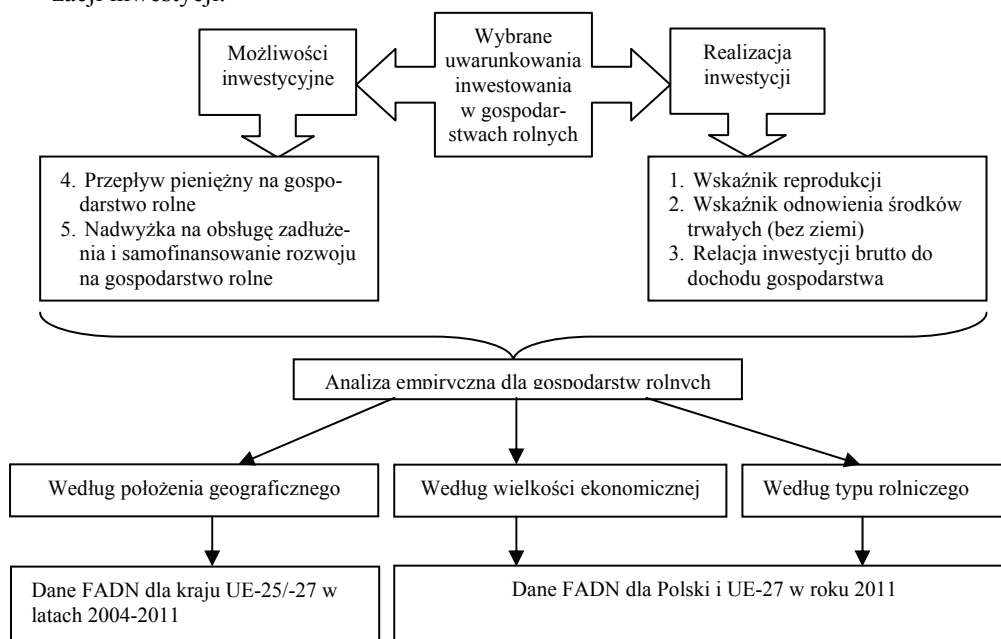 zacji inwestycji.
Możliwości
inwestycyjne
Wybrane
uwarunkowania
inwestowania
w gospodar-
stwach rolnych
Realizacja
inwestycji
4. Przepływ pieniężny na gospo-
darstwo rolne
5. Nadwyżka na obsługę zadłuże-
nia i samofinansowanie rozwoju
na gospodarstwo rolne
1. Wskaźnik reprodukcji
2. Wskaźnik odnowienia środków
trwałych (bez ziemi)
3. Relacja inwestycji brutto do
dochodu gospodarstwa
Analiza empiryczna dla gospodarstw rolnych
Według położenia geograficznego
Według wielkości ekonomicznej
Według typu rolniczego
Dane FADN dla kraju UE-25/-27 w
latach 2004-2011
Dane FADN dla Polski i UE-27 w roku 2011